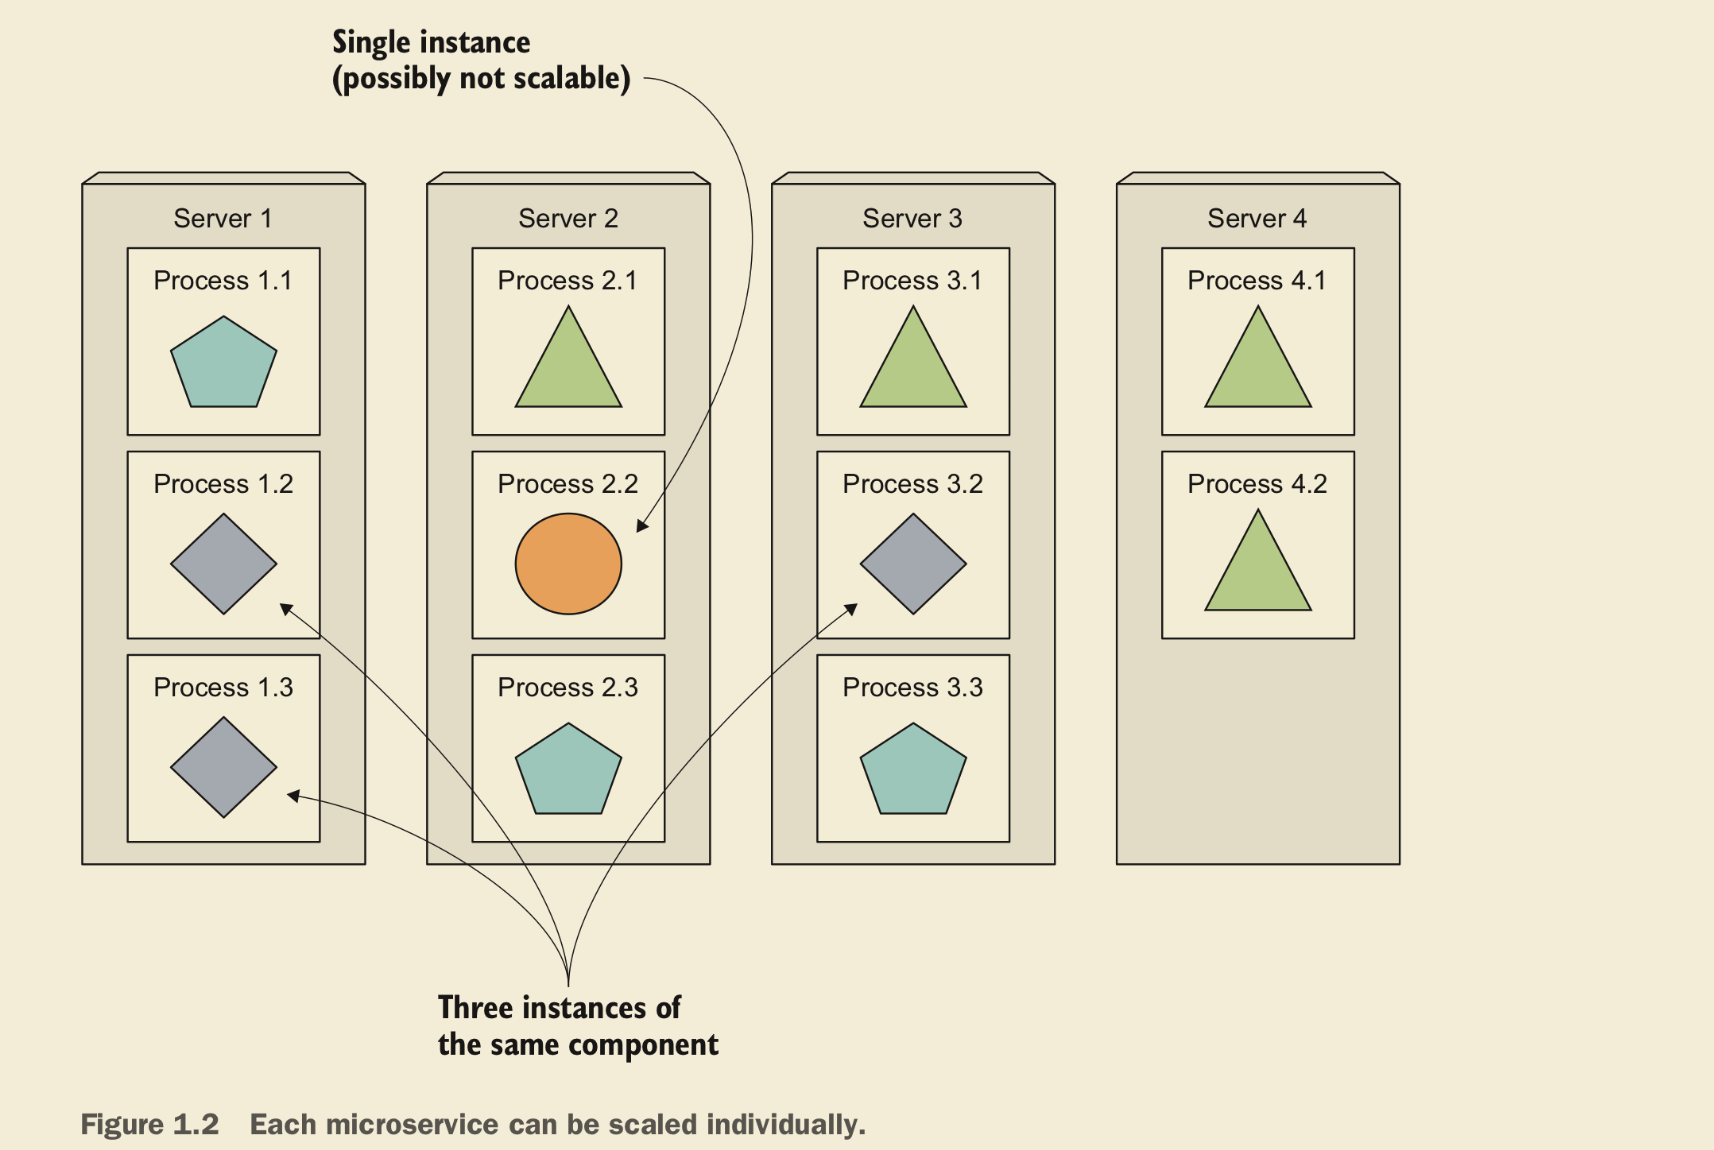 Single instance
(possibly not scalable)
Server 1
Process 1.1
Process 1.2
Process 1.3
Server 2
Process 2.1
Process 2.2
Process 2.3
Server 3
Process 3.1
Process 3.2
Process 3.3
Server 4
Process 4.1
Process 4.2
Three instances of
the same component
Figure 1.2 Each microservice can be scaled individually.